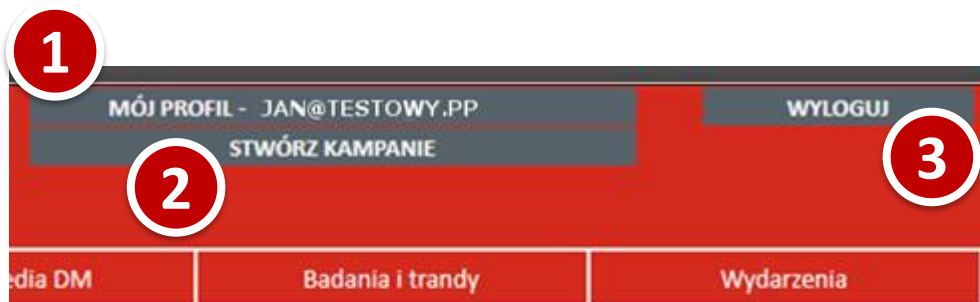 1
MÓJ PROFIL - JAN@TESTOWY.PP
WYLOGUJ
STWÓRZ KAMPANIE
2
3
edia DM
Badania i trandy
Wydarzenia